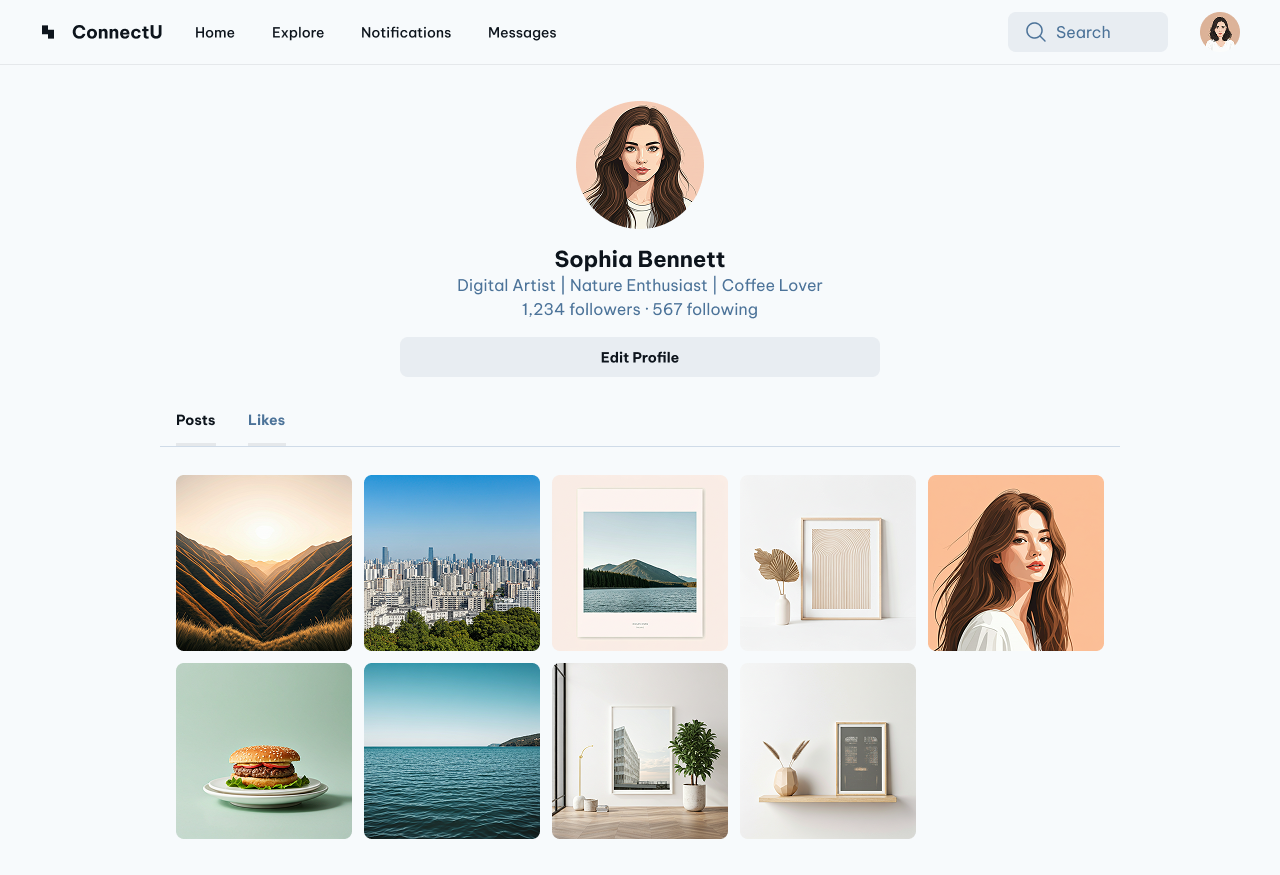 ConnectU
Home
Explore
Notifications
Messages
Search
Sophia Bennett
Digital Artist | Nature Enthusiast | Coffee Lover
1,234 followers · 567 following
Edit Profile
Posts
Likes